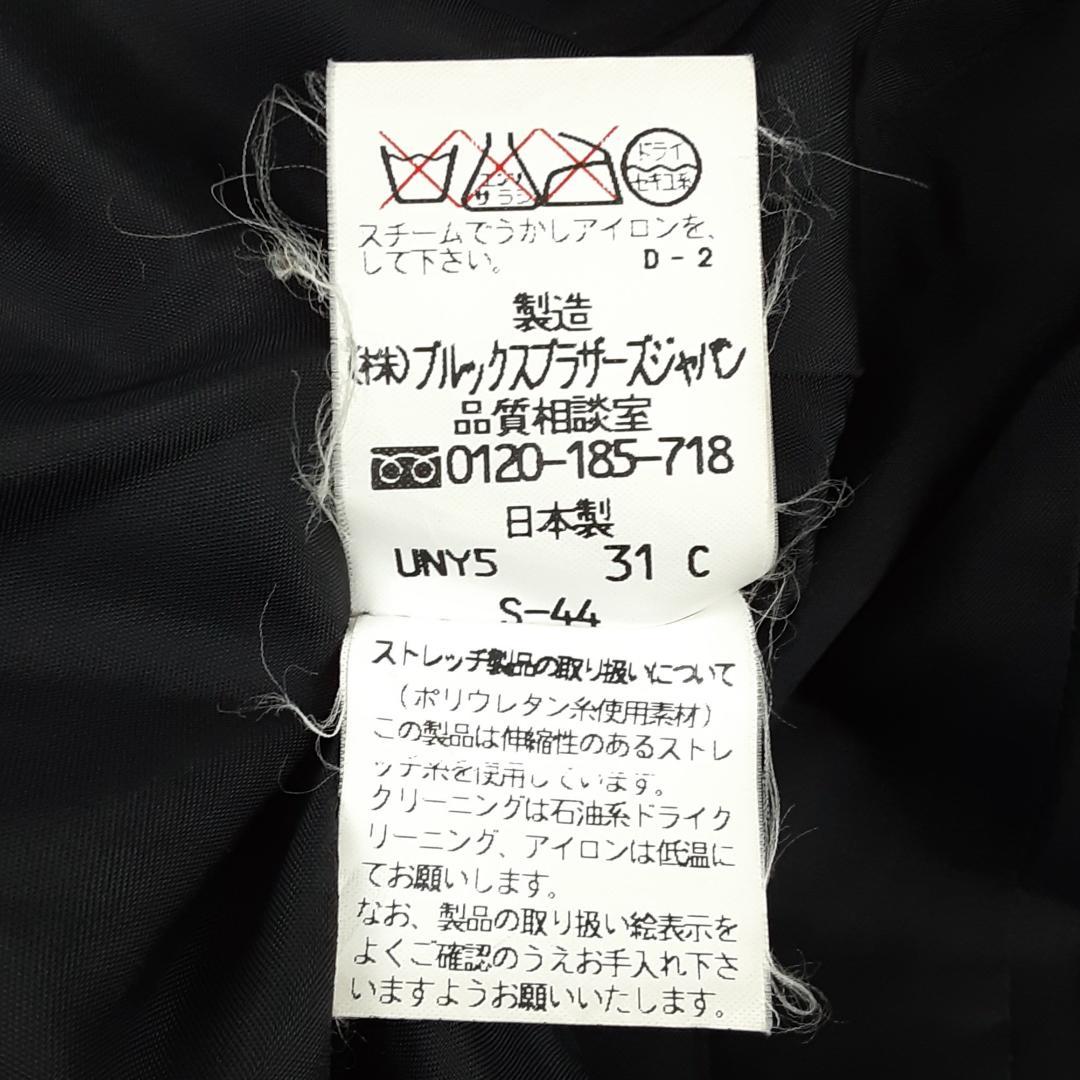 エンソ
サラシ
ドライ
セキユ系
スチームでうかしアイロンを、
して下さい。 D-2
製造
(株)ブルックスブラザーズジャパン
品質相談室
0120-185-718
日本製
UNY5 31 C
S-44
ストレッチ製品の取り扱いについて
(ポリウレタン糸使用素材)
この製品は伸縮性のあるストレ
ッチ糸を使用しています。
クリーニングは石油系ドライク
リーニング、アイロンは低温に
てお願いします。
なお、製品の取り扱い絵表示を
よくご確認のうえお手入れ下さ
いますようお願いいたします。